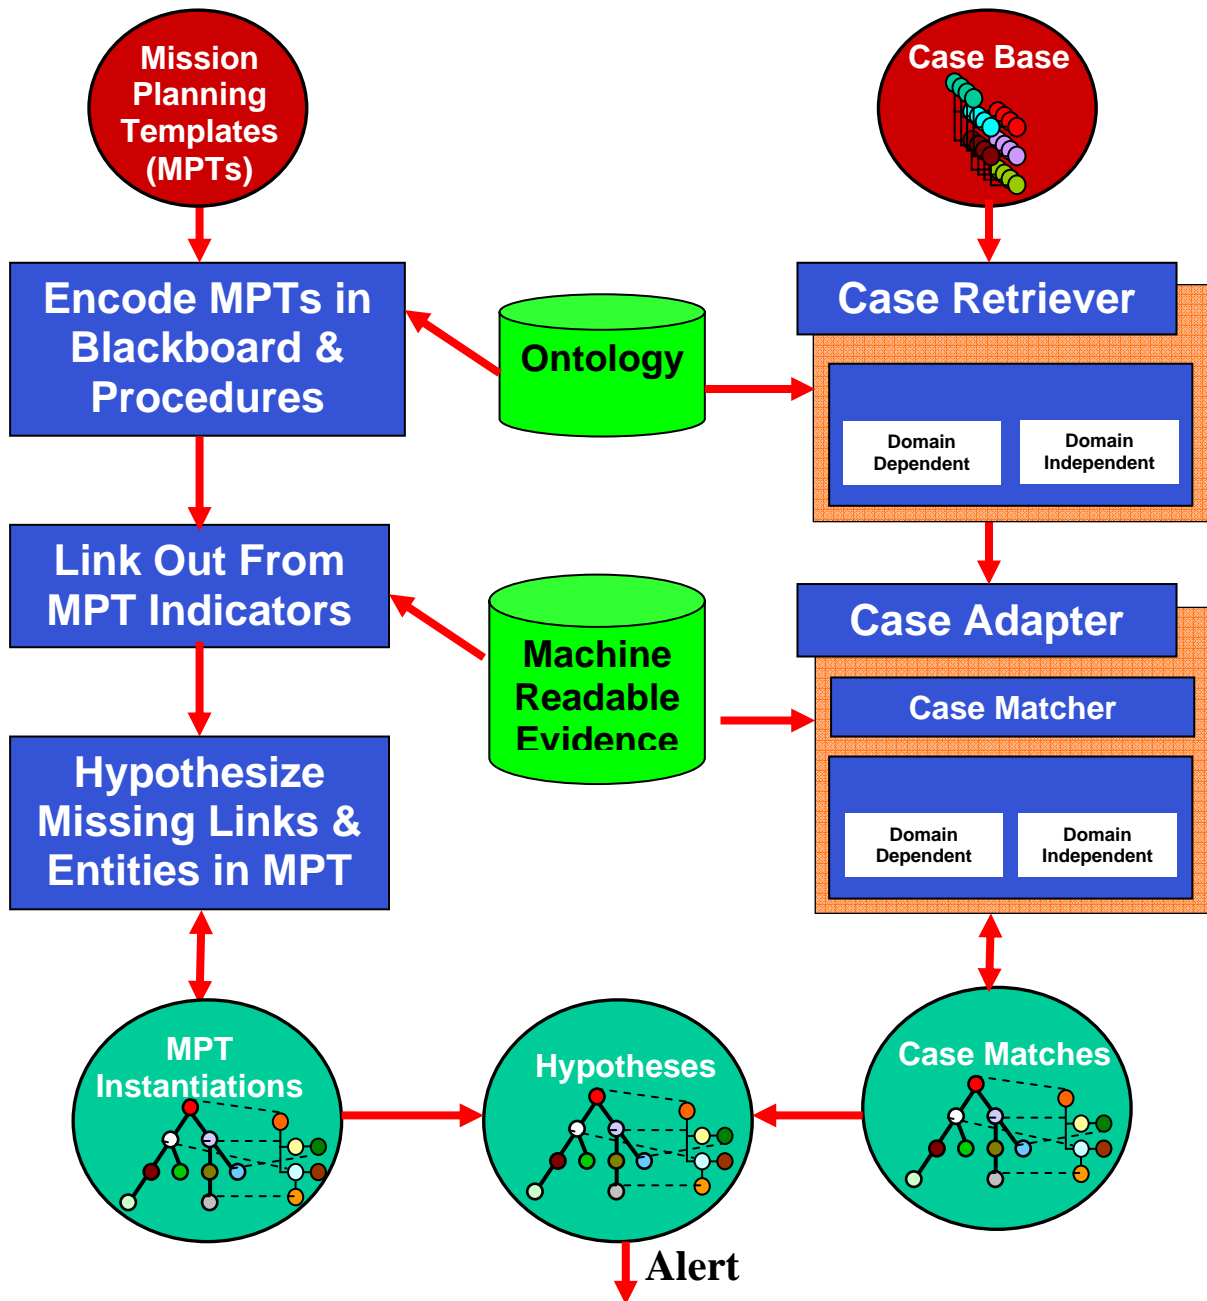 Mission
Planning
Templates
(MPTs)
Case Base
Encode MPTs in
Blackboard &
Procedures
Ontology
Case Retriever
Domain
Dependent
Domain
Independent
Link Out From
MPT Indicators
Machine
Readable
Evidence
Case Adapter
Case Matcher
Domain
Dependent
Domain
Independent
Hypothesize
Missing Links &
Entities in MPT
MPT
Instantiations
Hypotheses
Case Matches
Alert